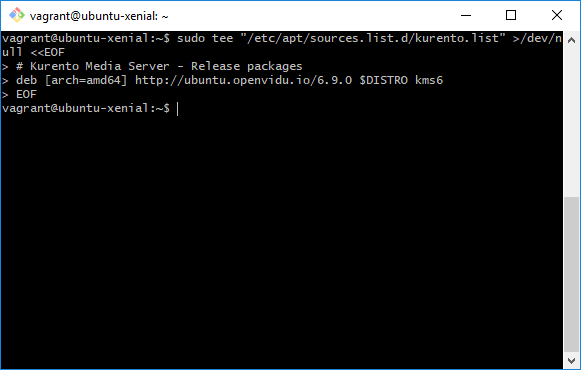 vagrant@ubuntu-xenial: ~
vagrant@ubuntu-xenial:~$ sudo tee "/etc/apt/sources.list.d/kurento.list" >/dev/n
ull <<EOF
> # Kurento Media Server - Release packages
> deb [arch=amd64] http://ubuntu.openvidu.io/6.9.0 $DISTRO kms6
> EOF
vagrant@ubuntu-xenial:~$